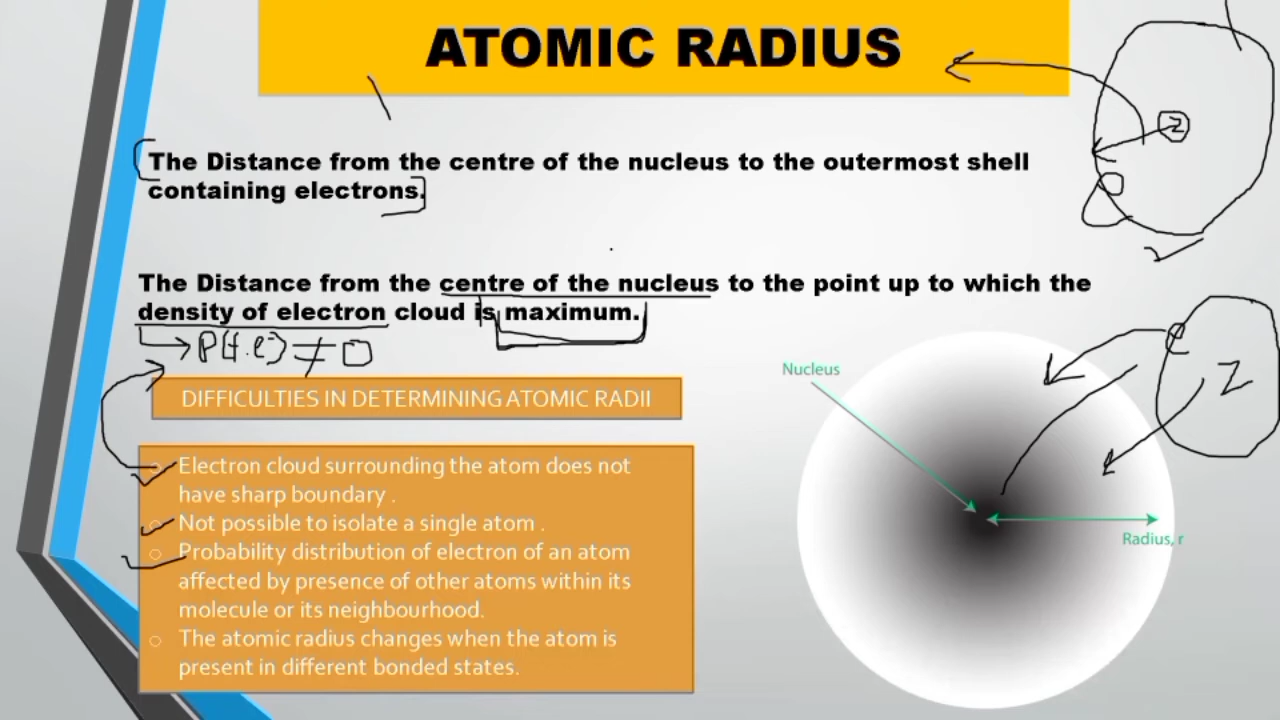 ATOMIC RADIUS
The Distance from the centre of the nucleus to the outermost shell
containing electrons.
The Distance from the centre of the nucleus to the point up to which the
density of electron cloud is maximum.
P(f.e⁻) ≠ 0
DIFFICULTIES IN DETERMINING ATOMIC RADII
Electron cloud surrounding the atom does not
have sharp boundary .
Not possible to isolate a single atom .
Probability distribution of electron of an atom
affected by presence of other atoms within its
molecule or its neighbourhood.
The atomic radius changes when the atom is
present in different bonded states.
Nucleus
Radius, r
Z
Z